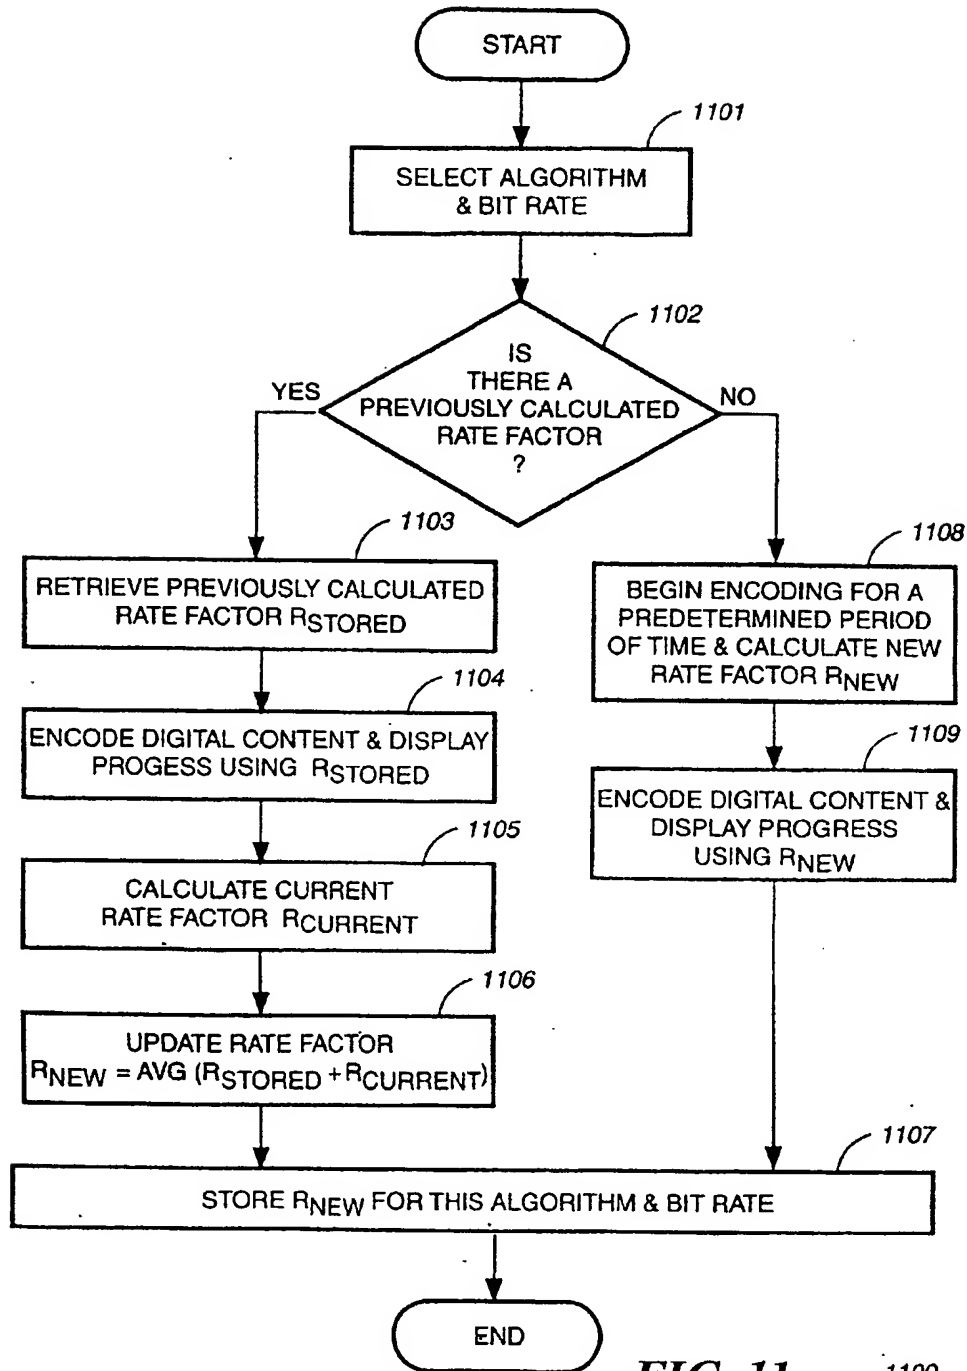 START
1101
SELECT ALGORITHM
& BIT RATE
1102
IS
THERE A
PREVIOUSLY CALCULATED
RATE FACTOR
?
YES
NO
1103
RETRIEVE PREVIOUSLY CALCULATED
RATE FACTOR RSTORED
1104
ENCODE DIGITAL CONTENT & DISPLAY
PROGESS USING RSTORED
1105
CALCULATE CURRENT
RATE FACTOR RCURRENT
1106
UPDATE RATE FACTOR
RNEW = AVG (RSTORED +RCURRENT)
1108
BEGIN ENCODING FOR A
PREDETERMINED PERIOD
OF TIME & CALCULATE NEW
RATE FACTOR RNEW
1109
ENCODE DIGITAL CONTENT &
DISPLAY PROGRESS
USING RNEW
1107
STORE RNEW FOR THIS ALGORITHM & BIT RATE
END
FIG. 11
1100